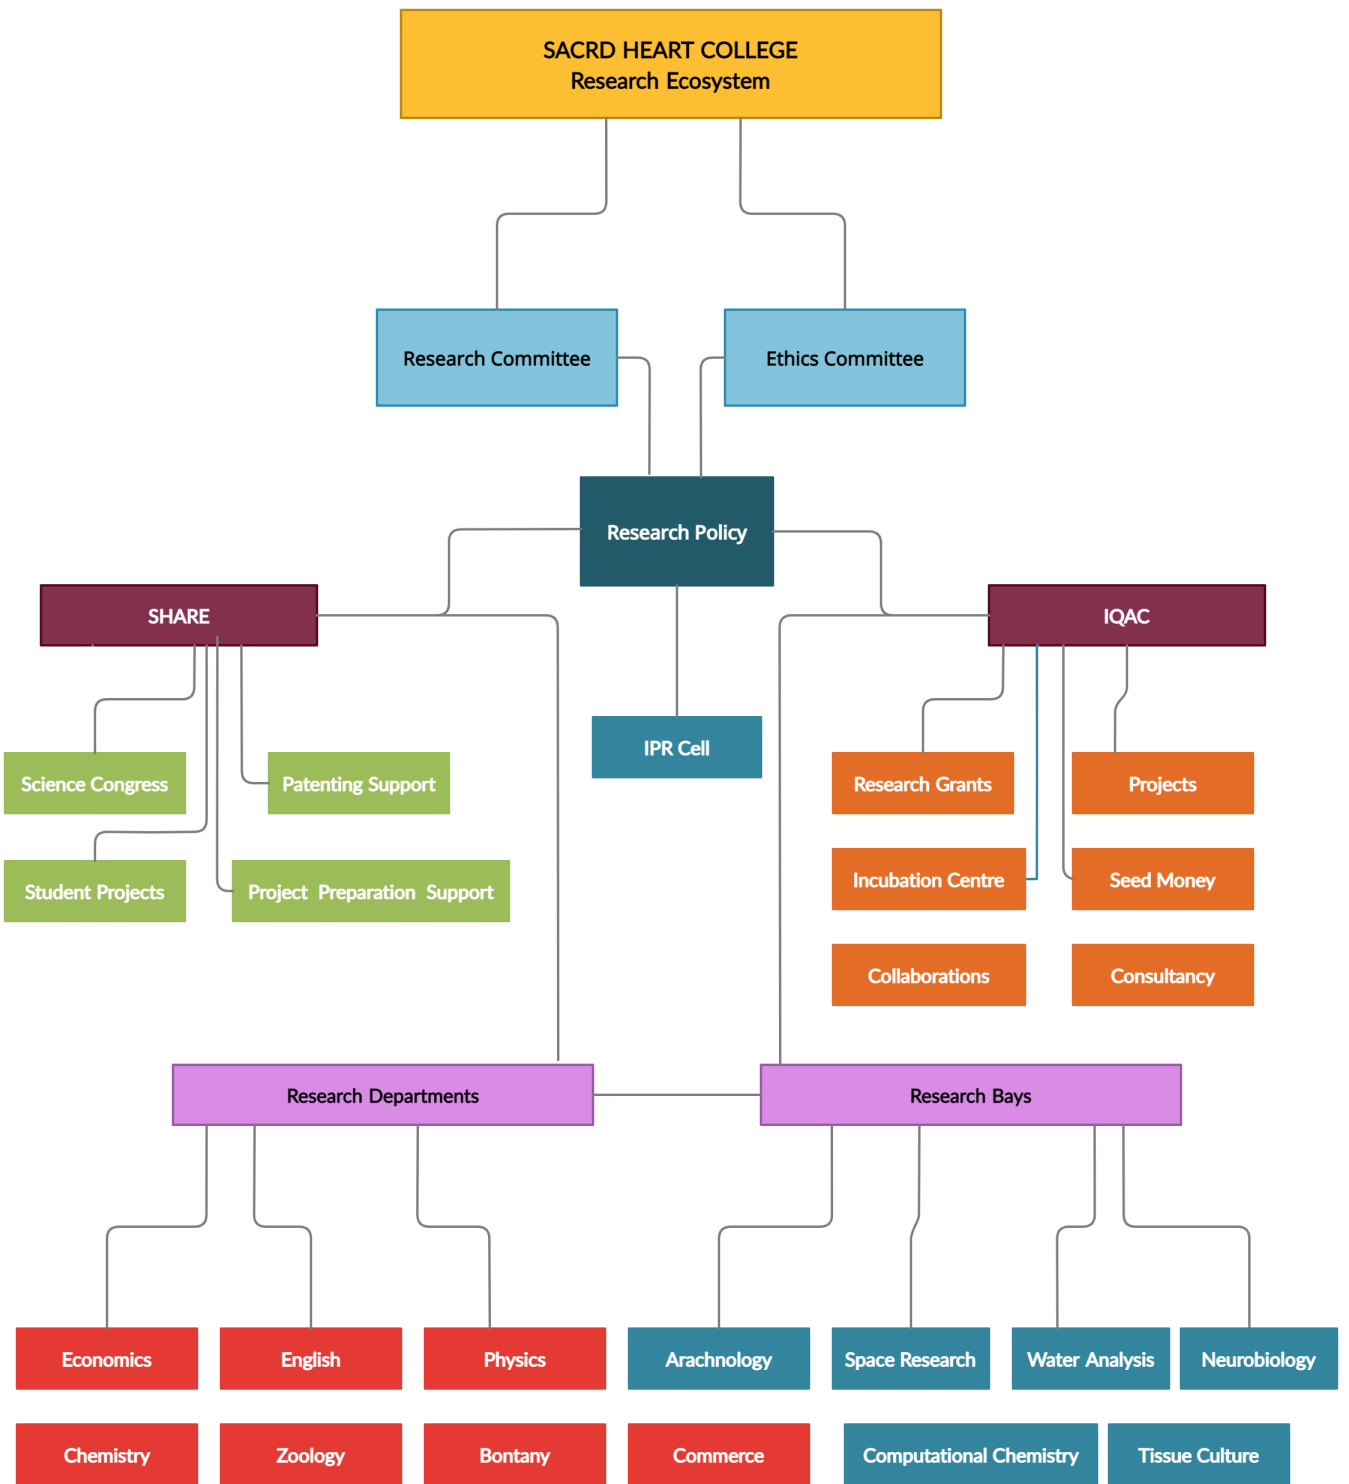 SACRD HEART COLLEGE
Research Ecosystem
Research Committee
Ethics Committee
Research Policy
SHARE
IQAC
IPR Cell
Science Congress
Patenting Support
Research Grants
Projects
Student Projects
Project Preparation Support
Incubation Centre
Seed Money
Collaborations
Consultancy
Research Departments
Research Bays
Economics
English
Physics
Arachnology
Space Research
Water Analysis
Neurobiology
Chemistry
Zoology
Bontany
Commerce
Computational Chemistry
Tissue Culture